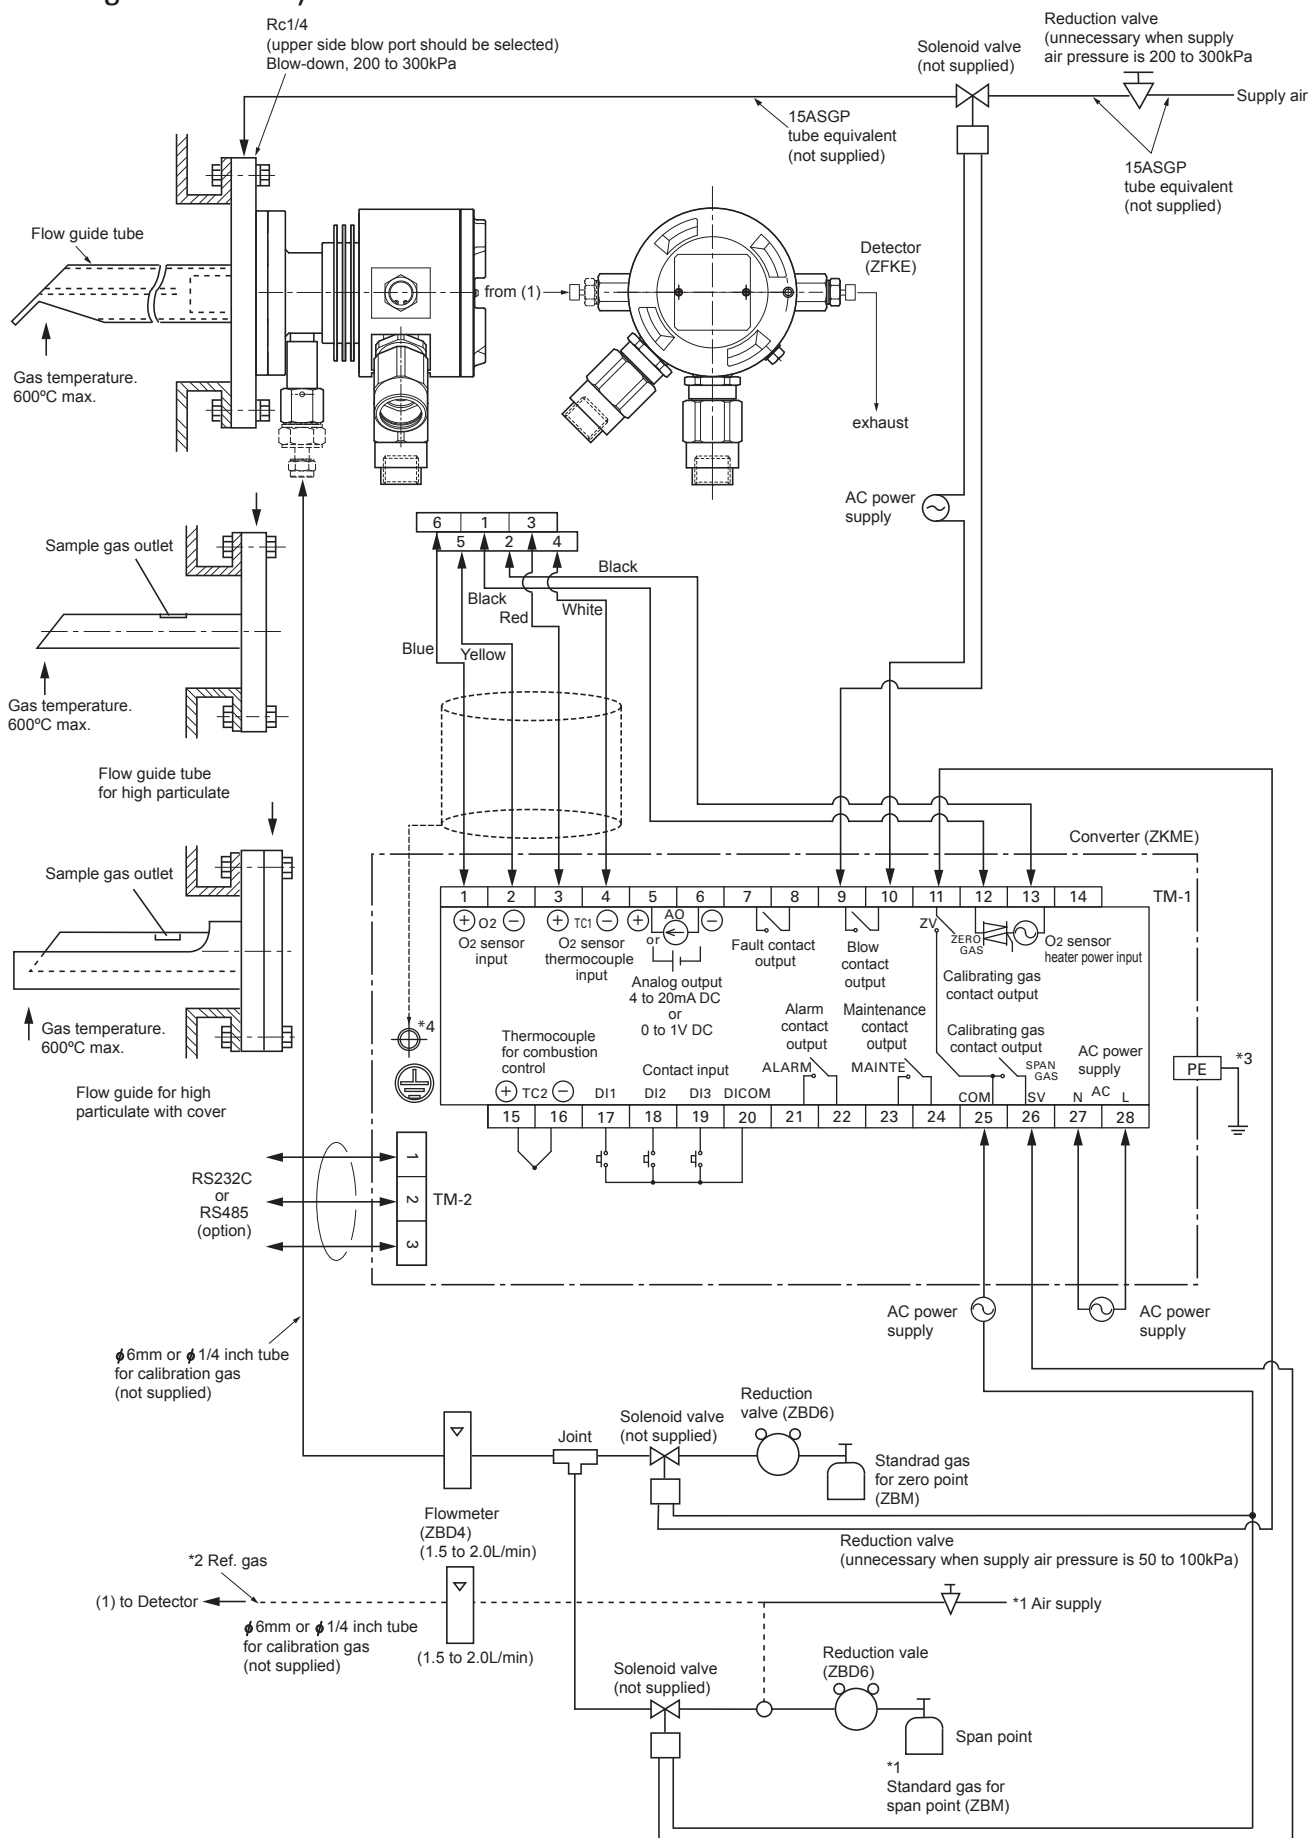 Rc1/4
(upper side blow port should be selected)
Blow-down, 200 to 300kPa
Solenoid valve
(not supplied)
Reduction valve
(unnecessary when supply
air pressure is 200 to 300kPa
Supply air
15ASGP
tube equivalent
(not supplied)
15ASGP
tube equivalent
(not supplied)
Flow guide tube
from (1)
Detector
(ZFKE)
Gas temperature.
600ºC max.
exhaust
AC power
supply
Sample gas outlet
6 1 3
5 2 4
Black
Black
White
Red
Blue
Yellow
Gas temperature.
600ºC max.
Flow guide tube
for high particulate
Converter (ZKME)
Sample gas outlet
1 2 3 4 5 6 7 8 9 10 11 12 13 14
TM-1
+ O2 −
O2 sensor
input
+ TC1 −
O2 sensor
thermocouple
input
+ AO −
or
Analog output
4 to 20mA DC
or
0 to 1V DC
Fault contact
output
Blow
contact
output
ZV
ZERO
GAS
Calibrating gas
contact output
O2 sensor
heater power input
Gas temperature.
600ºC max.
*4
Thermocouple
for combustion
control
+ TC2 −
Contact input
DI1 DI2 DI3 DICOM
Alarm
contact
output
ALARM
Maintenance
contact
output
MAINTE
Calibrating gas
contact output
SPAN
GAS
COM
SV
AC power
supply
N AC L
PE
*3
Flow guide for high
particulate with cover
15 16 17 18 19 20 21 22 23 24 25 26 27 28
RS232C
or
RS485
(option)
1
2
3
TM-2
AC power
supply
AC power
supply
ϕ6mm or ϕ1/4 inch tube
for calibration gas
(not supplied)
Joint
Solenoid valve
(not supplied)
Reduction
valve (ZBD6)
Standrad gas
for zero point
(ZBM)
Flowmeter
(ZBD4)
(1.5 to 2.0L/min)
Reduction valve
(unnecessary when supply air pressure is 50 to 100kPa)
*2 Ref. gas
(1) to Detector
*1 Air supply
ϕ6mm or ϕ1/4 inch tube
for calibration gas
(not supplied)
(1.5 to 2.0L/min)
Solenoid valve
(not supplied)
Reduction vale
(ZBD6)
Span point
*1
Standard gas for
span point (ZBM)